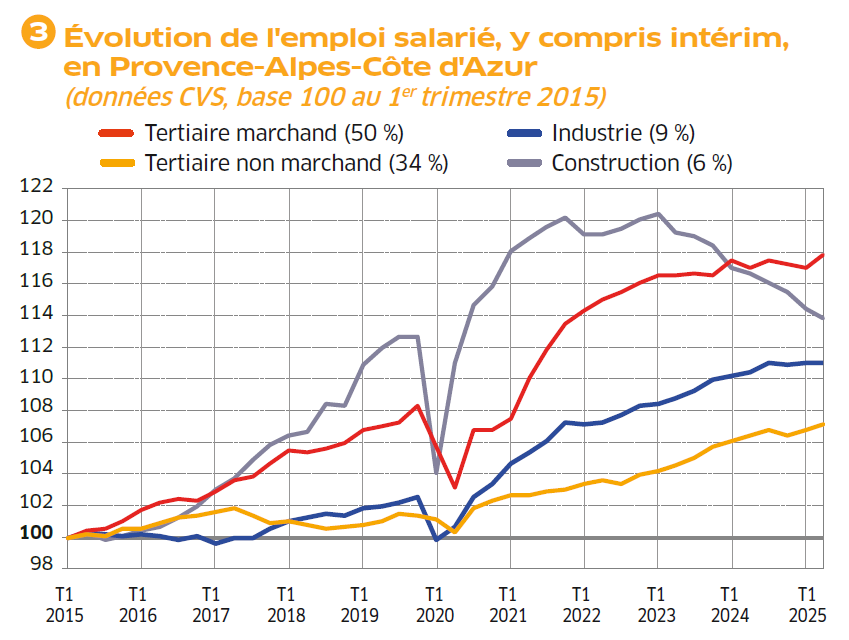 3 Évolution de l'emploi salarié, y compris intérim,
en Provence-Alpes-Côte d'Azur
(données CVS, base 100 au 1er trimestre 2015)
Tertiaire marchand (50 %)
Industrie (9 %)
Tertiaire non marchand (34 %)
Construction (6 %)
122
120
118
116
114
112
110
108
106
104
102
100
98
T1 T1 T1 T1 T1 T1 T1 T1 T1 T1 T1
2015 2016 2017 2018 2019 2020 2021 2022 2023 2024 2025